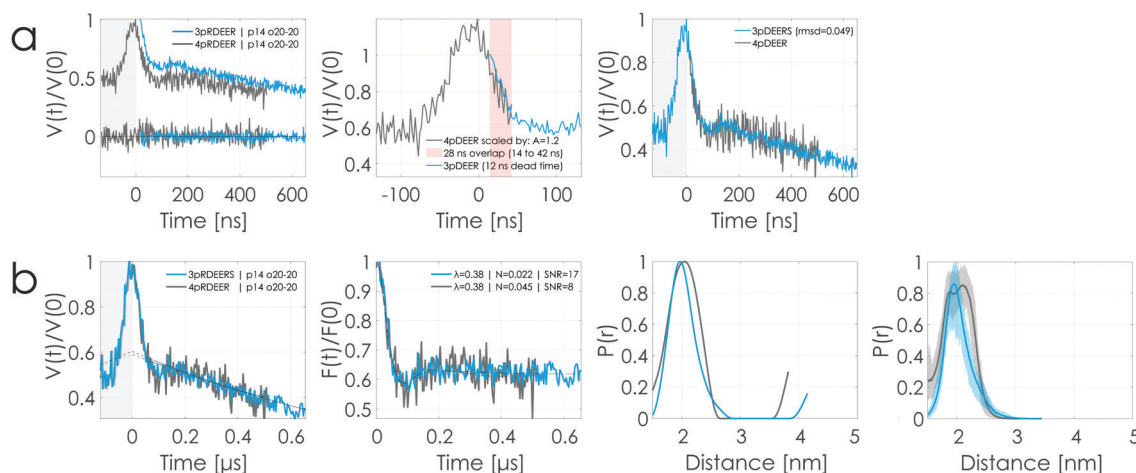 a
V(t)/V(0)
1
0.5
0
3pRDEER | p14 o20-20
4pRDEER | p14 o20-20
0 200 400 600
Time [ns]
V(t)/V(0)
1
0.8
0.6
0.4
4pDEER scaled by: A=1.2
28 ns overlap (14 to 42 ns)
3pDEER (12 ns dead time)
-100 0 100
Time [ns]
V(t)/V(0)
1
0.8
0.6
0.4
3pDEERS (rmsd=0.049)
4pDEER
0 200 400 600
Time [ns]
b
V(t)/V(0)
1
0.8
0.6
0.4
3pRDEERS | p14 o20-20
4pRDEER | p14 o20-20
0 0.2 0.4 0.6
Time [µs]
F(t)/F(0)
1
0.9
0.8
0.7
0.6
0.5
λ=0.38 | N=0.022 | SNR=17
λ=0.38 | N=0.045 | SNR=8
0 0.2 0.4 0.6
Time [µs]
P(r)
1
0.8
0.6
0.4
0.2
0
2 3 4 5
Distance [nm]
P(r)
1
0.8
0.6
0.4
0.2
0
2 3 4 5
Distance [nm]